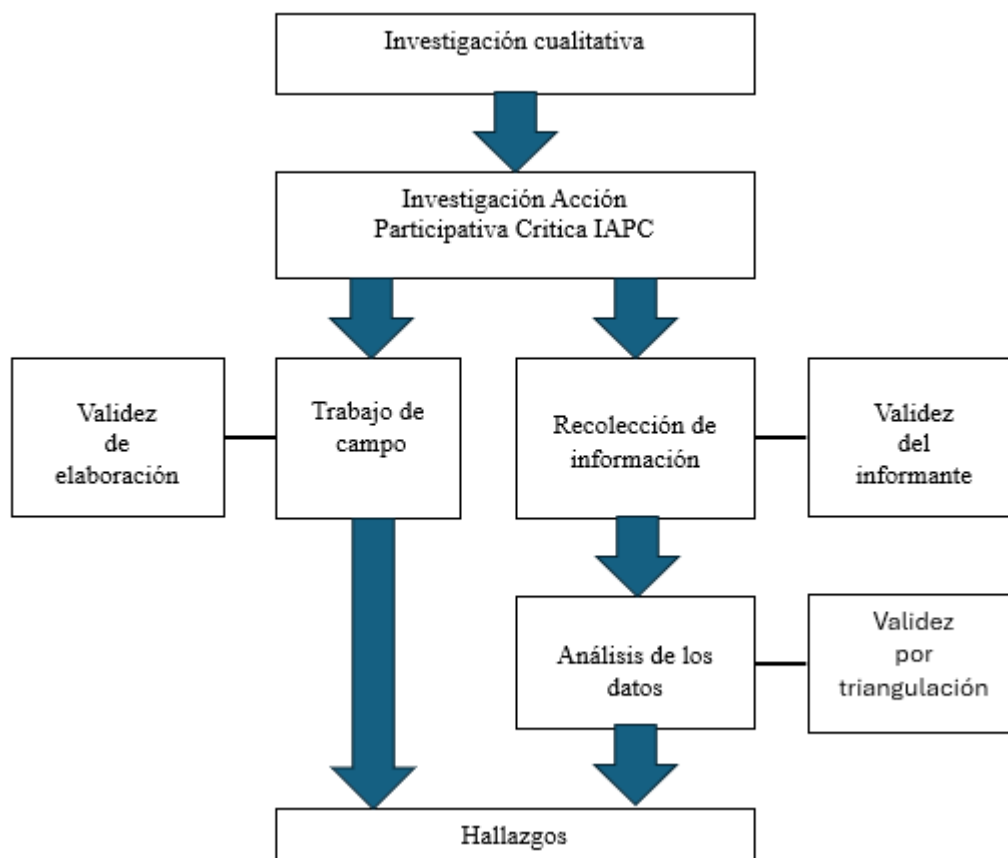 Investigación cualitativa
Investigación Acción
Participativa Critica IAPC
Validez
de
elaboración
Trabajo de
campo
Recolección de
información
Validez
del
informante
Análisis de los
datos
Validez
por
triangulación
Hallazgos